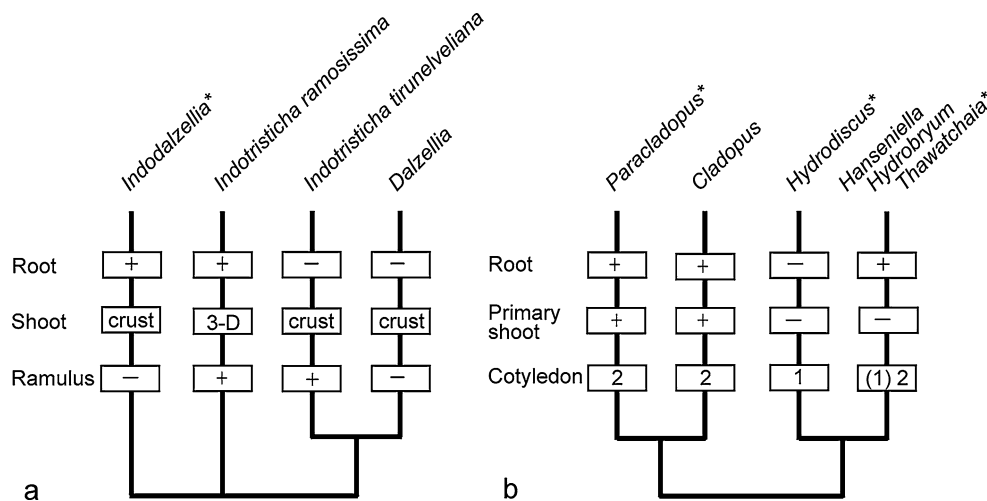 Indodalzellia*
Indotristicha ramosissima
Indotristicha tirunelveliana
Dalzellia
Root + + − −
Shoot crust 3-D crust crust
Ramulus − + + −
a
Paracladopus*
Cladopus
Hydrodiscus*
Hanseniella
Hydrobryum
Thawatchaia*
Root + + − +
Primary
shoot + + − −
Cotyledon 2 2 1 (1) 2
b